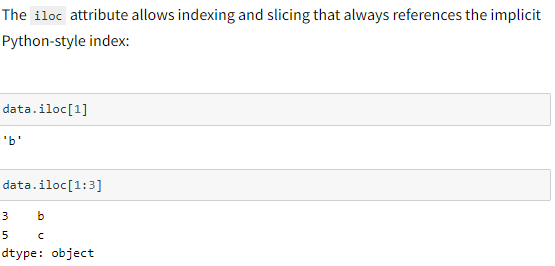 The iloc attribute allows indexing and slicing that always references the implicit
Python-style index:
data.iloc[1]
'b'
data.iloc[1:3]
3    b
5    c
dtype: object